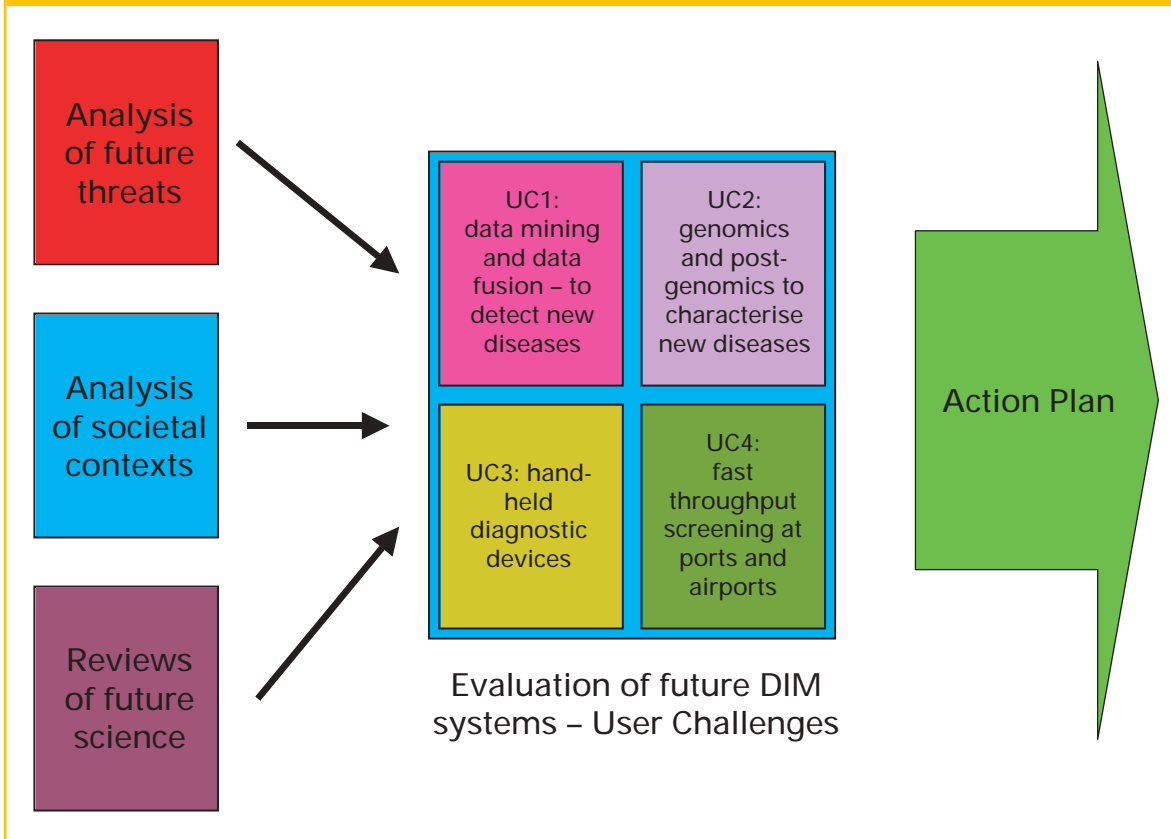 Analysis
of future
threats
Analysis
of societal
contexts
Reviews
of future
science
UC1:
data mining
and data
fusion – to
detect new
diseases
UC2:
genomics
and post-
genomics to
characterise
new diseases
UC3: hand-
held
diagnostic
devices
UC4:
fast
throughput
screening at
ports and
airports
Evaluation of future DIM
systems – User Challenges
Action Plan